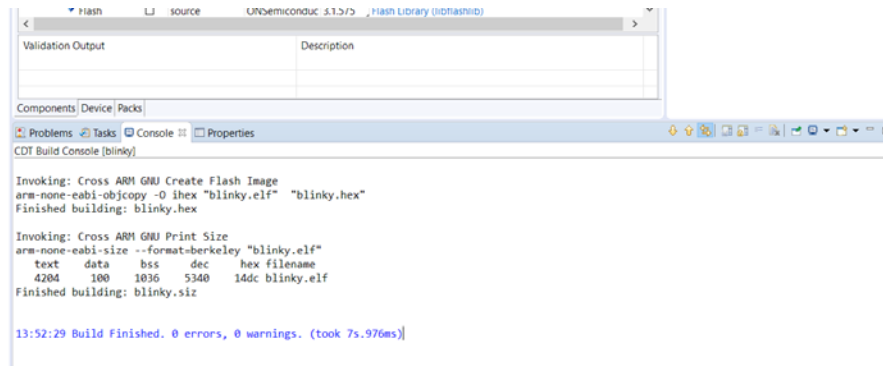 Flash source ONSemiconduc 3.1.575 Flash Library (libflashlib)
Validation Output Description
Components Device Packs
Problems Tasks Console Properties
CDT Build Console [blinky]
Invoking: Cross ARM GNU Create Flash Image
arm-none-eabi-objcopy -O ihex "blinky.elf"  "blinky.hex"
Finished building: blinky.hex
Invoking: Cross ARM GNU Print Size
arm-none-eabi-size --format=berkeley "blinky.elf"
text data bss dec hex filename
4204 100 1036 5340 14dc blinky.elf
Finished building: blinky.siz
13:52:29 Build Finished. 0 errors, 0 warnings. (took 7s.976ms)